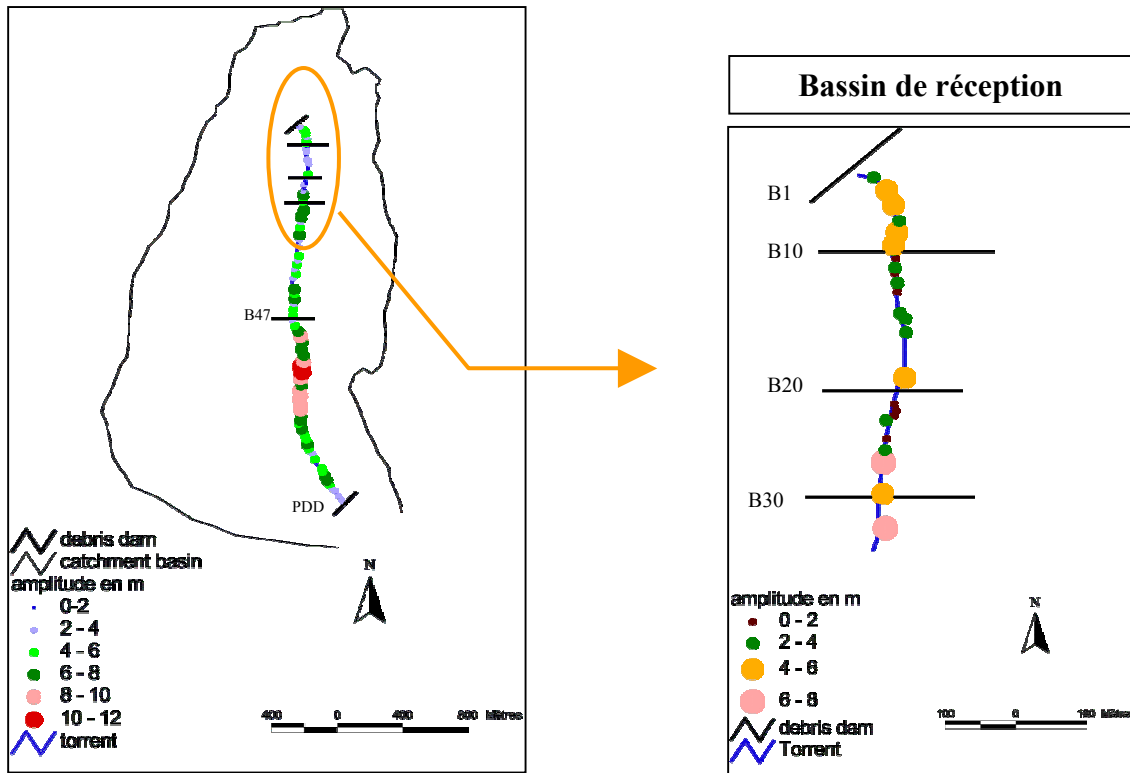 B47
PDD
debris dam
catchment basin
amplitude en m
0-2
2 - 4
4 - 6
6 - 8
8 - 10
10 - 12
torrent
N
400 0 400 800 Mètres
Bassin de réception
B1
B10
B20
B30
amplitude en m
0 - 2
2 - 4
4 - 6
6 - 8
debris dam
Torrent
N
100 0 100 Mètres